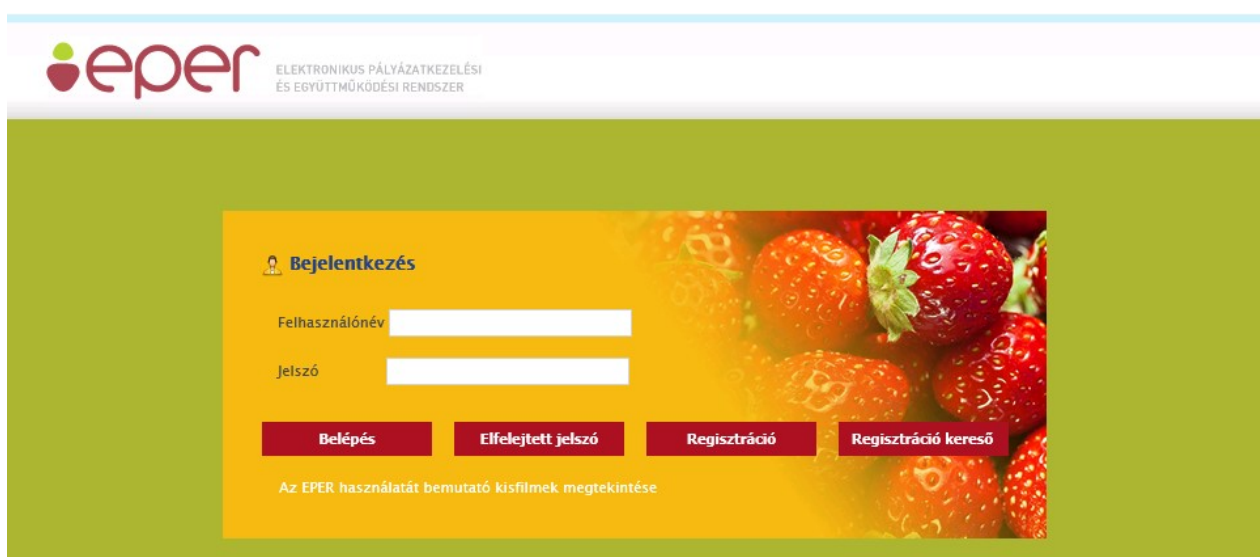 eper
ELEKTRONIKUS PÁLYÁZATKEZELÉSI
ÉS EGYÜTTMŰKÖDÉSI RENDSZER
Bejelentkezés
Felhasználónév
Jelszó
Belépés
Elfelejtett jelszó
Regisztráció
Regisztráció kereső
Az EPER használatát bemutató kisfilmek megtekintése